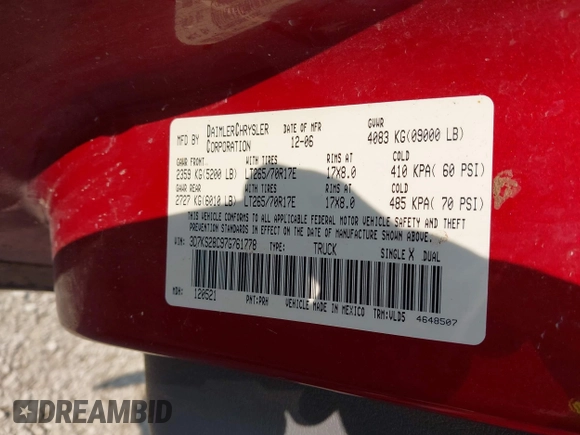 MFD BY DAIMLERCHRYSLER CORPORATION DATE OF MFR 12-06 GVWR 4083 KG(09000 LB)
GAWR FRONT WITH TIRES RIMS AT COLD
2359 KG(5200 LB) LT265/70R17E 17X8.0 410 KPA( 60 PSI)
GAWR REAR WITH TIRES RIMS AT COLD
2727 KG(6010 LB) LT265/70R17E 17X8.0 485 KPA( 70 PSI)
THIS VEHICLE CONFORMS TO ALL APPLICABLE FEDERAL MOTOR VEHICLE SAFETY AND THEFT
PREVENTION STANDARDS IN EFFECT ON THE DATE OF MANUFACTURE SHOWN ABOVE.
VIN: 3D7KS28C97G761778 TYPE: TRUCK SINGLE X DUAL
MDH: 120521 PNT:PRH VEHICLE MADE IN MEXICO TRM:VLD5 4648507
DREAMBID